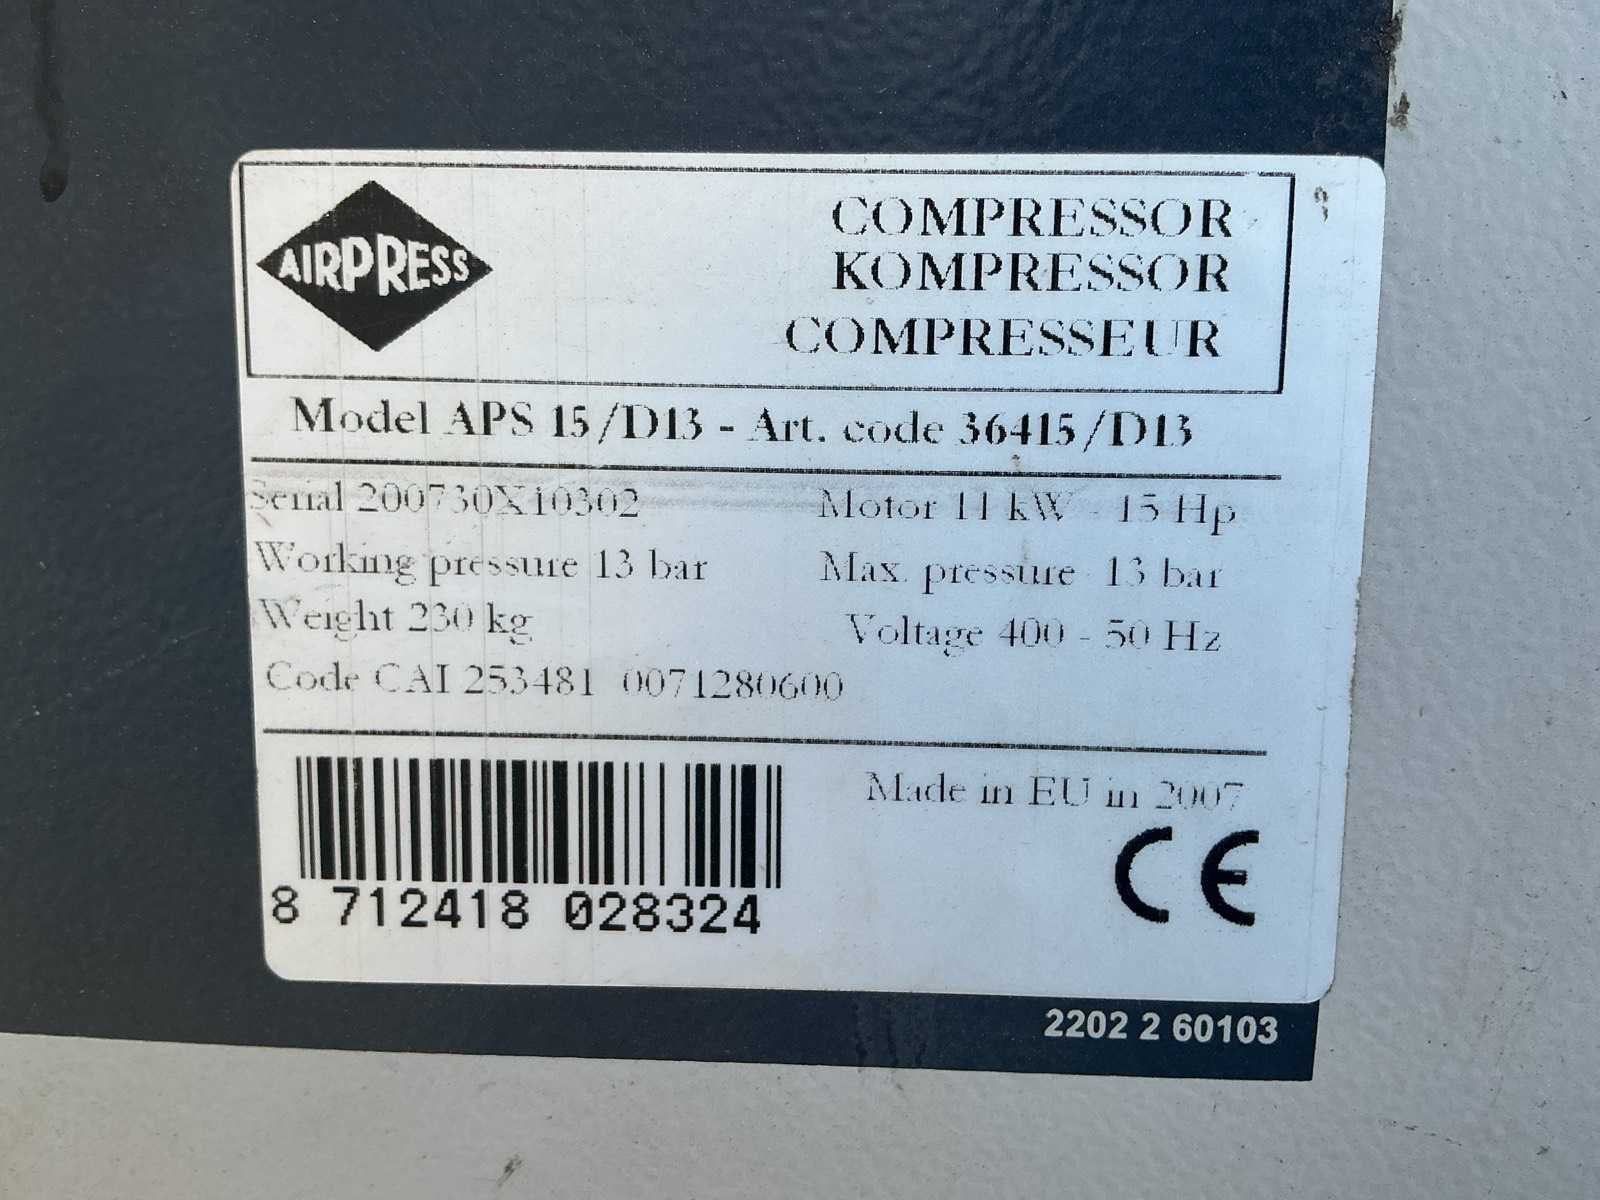 AIRPRESS
COMPRESSOR
KOMPRESSOR
COMPRESSEUR
Model APS 15/D13 - Art. code 36415/D13
Serial 200730X10302 Motor 11 kW - 15 Hp
Working pressure 13 bar Max. pressure 13 bar
Weight 230 kg Voltage 400 - 50 Hz
Code CAI 253481 0071280600
Made in EU in 2007
CE
8 712418 028324
2202 2 60103